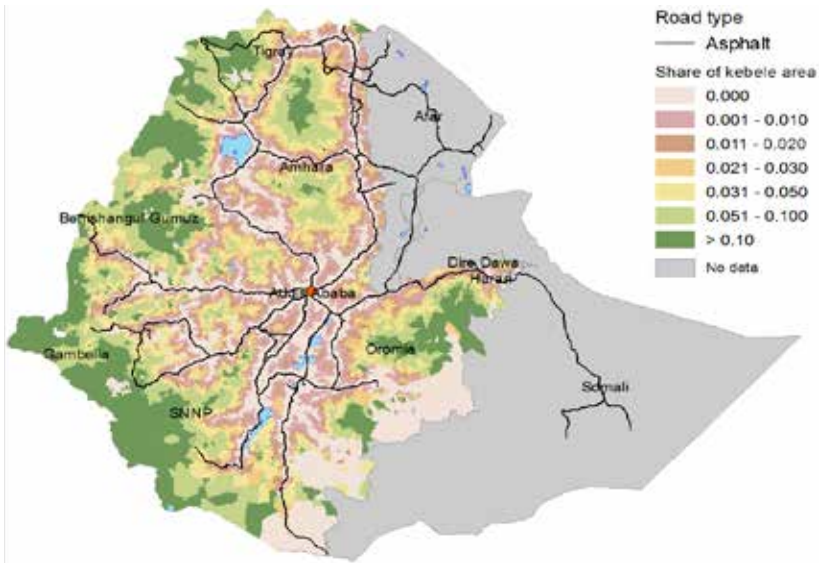 Road type
Asphalt
Share of kebele area
0.000
0.001 - 0.010
0.011 - 0.020
0.021 - 0.030
0.031 - 0.050
0.051 - 0.100
> 0.10
No data
Tigray
Afar
Amhara
Benishangul Gumuz
Dire Dawa
Harari
Addis Ababa
Oromia
Gambella
Somali
SNNP